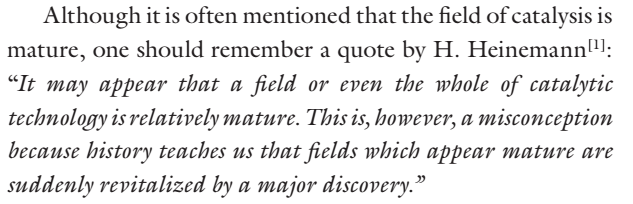 Although it is often mentioned that the field of catalysis is
mature, one should remember a quote by H. Heinemann[1]:
“It may appear that a field or even the whole of catalytic
technology is relatively mature. This is, however, a misconception
because history teaches us that fields which appear mature are
suddenly revitalized by a major discovery.”